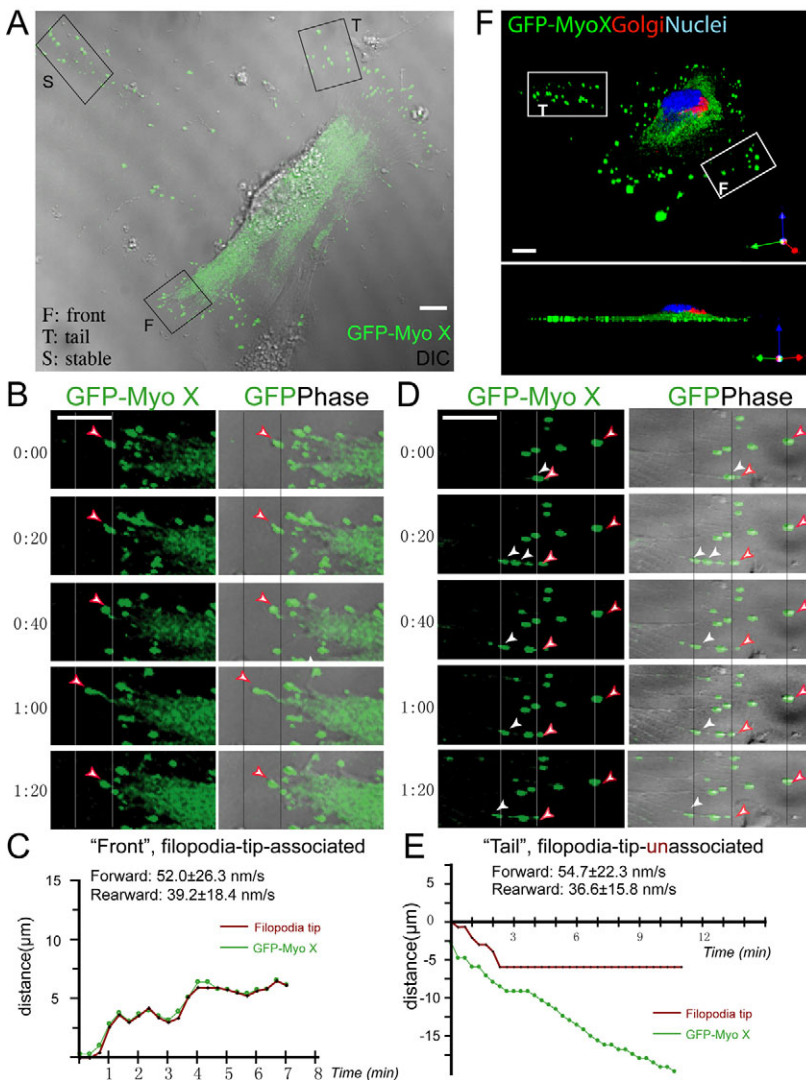 A
S
T
F
F: front
T: tail
S: stable
GFP-Myo X
DIC
F
GFP-MyoXGolgiNuclei
T
F
B
GFP-Myo X
GFPPhase
0:00
0:20
0:40
1:00
1:20
D
GFP-Myo X
GFPPhase
0:00
0:20
0:40
1:00
1:20
C
"Front", filopodia-tip-associated
Forward: 52.0±26.3 nm/s
Rearward: 39.2±18.4 nm/s
15
10
5
distance(μm)
Filopodia tip
GFP-Myo X
1 2 3 4 5 6 7 8
Time (min)
E
"Tail", filopodia-tip-unassociated
Forward: 54.7±22.3 nm/s
Rearward: 36.6±15.8 nm/s
5
0
-5
-10
-15
distance(μm)
3 6 9 12
Time (min)
Filopodia tip
GFP-Myo X